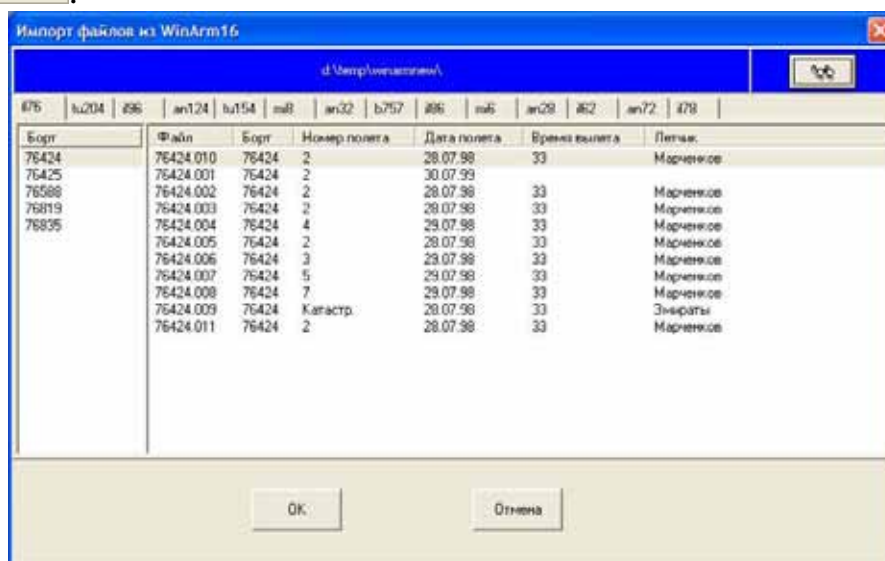 Импорт файлов из WinArm16
d:\temp\winarmnew\
il76 tu204 il96 an124 tu154 mi8 an32 b757 il86 mi6 an28 il62 an72 il78
Борт Файл Борт Номер полета Дата полета Время вылета Летчик
76424 76424.010 76424 2 28.07.98 33 Марченков
76425 76424.001 76424 2 30.07.99
76588 76424.002 76424 2 28.07.98 33 Марченков
76819 76424.003 76424 2 28.07.98 33 Марченков
76835 76424.004 76424 4 29.07.98 33 Марченков
76424.005 76424 2 28.07.98 33 Марченков
76424.006 76424 3 29.07.98 33 Марченков
76424.007 76424 5 29.07.98 33 Марченков
76424.008 76424 7 29.07.98 33 Марченков
76424.009 76424 Катастр. 28.07.98 33 Эмираты
76424.011 76424 2 28.07.98 33 Марченков
OK Отмена